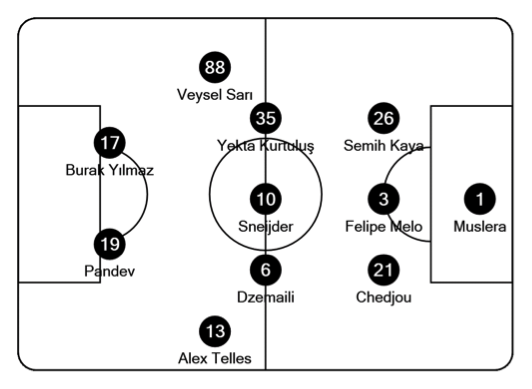 88
Veysel Sarı
17
Burak Yılmaz
35
Yekta Kurtuluş
26
Semih Kaya
10
Sneijder
3
Felipe Melo
1
Muslera
19
Pandev
6
Dzemaili
21
Chedjou
13
Alex Telles